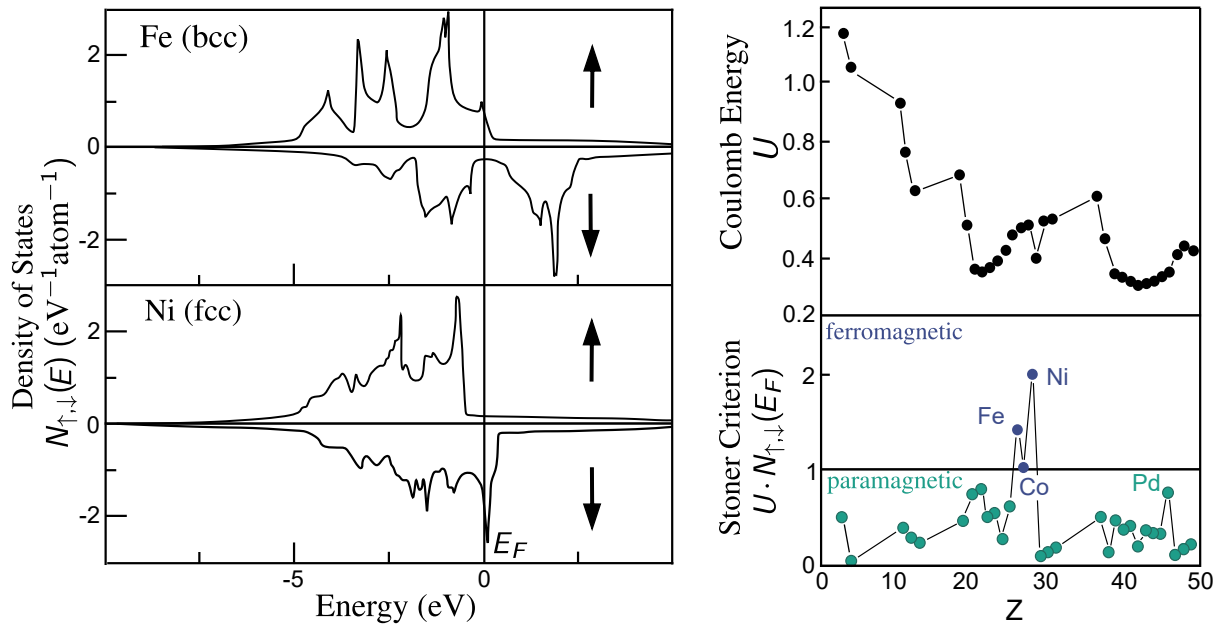 Fe (bcc)
2
0
-2
Ni (fcc)
2
0
-2
E_F
-5
0
Energy (eV)
Density of States
N↑,↓(E) (eV⁻¹atom⁻¹)
Coulomb Energy
U
1.2
1.0
0.8
0.6
0.4
0.2
ferromagnetic
2
Ni
Fe
1
paramagnetic
Co
Pd
0
Stoner Criterion
U · N↑,↓(E_F)
0
10
20
30
40
50
Z